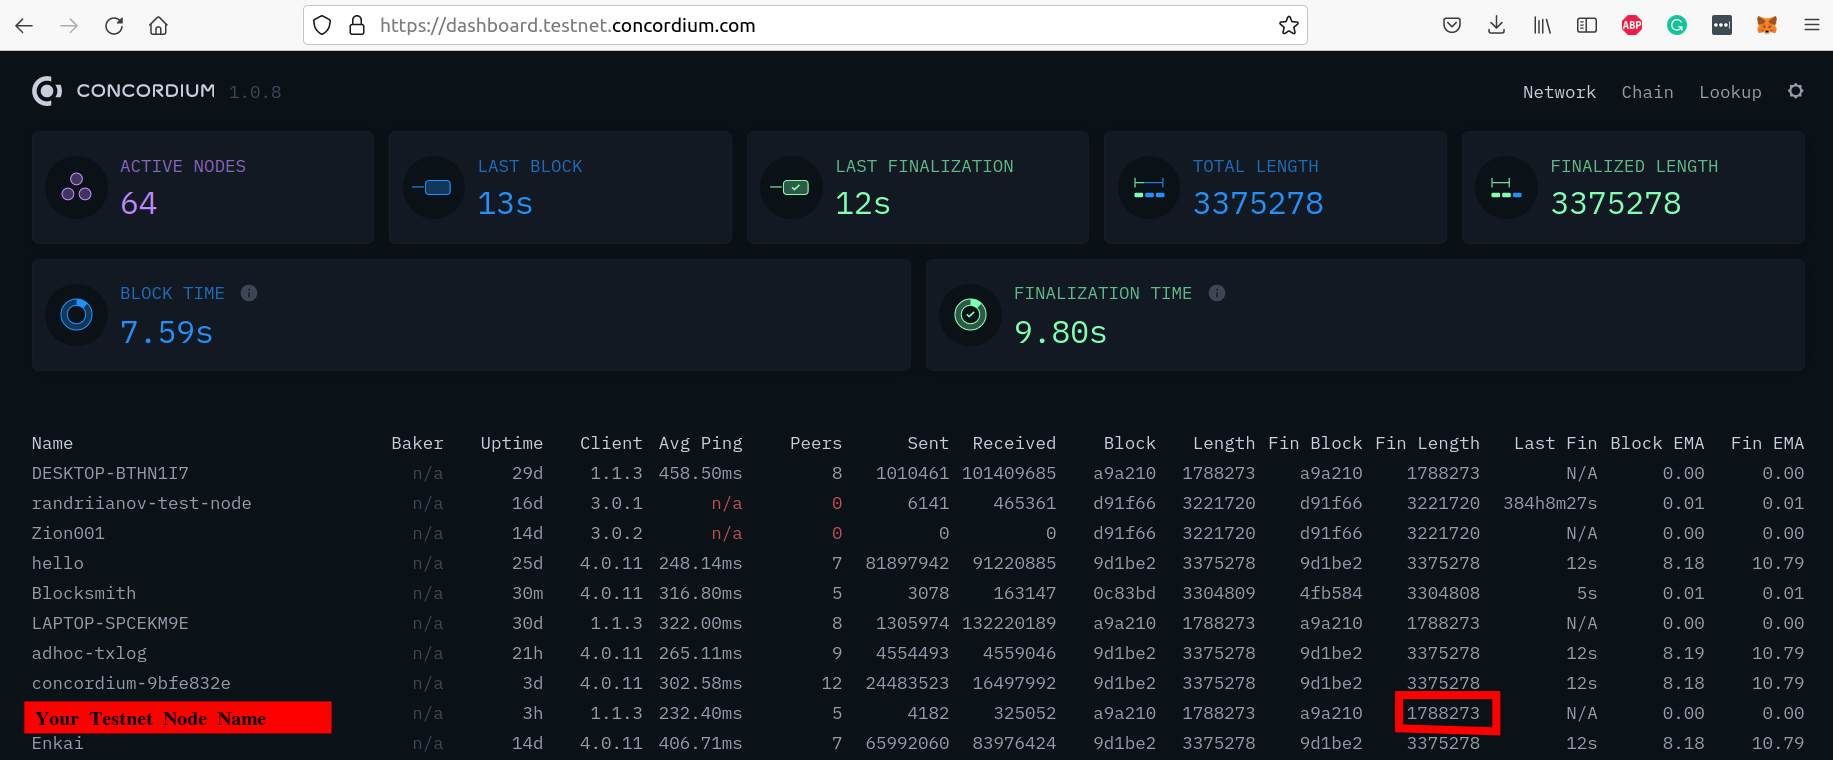 https://dashboard.testnet.concordium.com
ABP
CONCORDIUM 1.0.8
Network Chain Lookup
ACTIVE NODES
64
LAST BLOCK
13s
LAST FINALIZATION
12s
TOTAL LENGTH
3375278
FINALIZED LENGTH
3375278
BLOCK TIME
7.59s
FINALIZATION TIME
9.80s
Name Baker Uptime Client Avg Ping Peers Sent Received Block Length Fin Block Fin Length Last Fin Block EMA Fin EMA
DESKTOP-BTHN1I7 n/a 29d 1.1.3 458.50ms 8 1010461 101409685 a9a210 1788273 a9a210 1788273 N/A 0.00 0.00
randriianov-test-node n/a 16d 3.0.1 n/a 0 6141 465361 d91f66 3221720 d91f66 3221720 384h8m27s 0.01 0.01
Zion001 n/a 14d 3.0.2 n/a 0 0 0 d91f66 3221720 d91f66 3221720 N/A 0.00 0.00
hello n/a 25d 4.0.11 248.14ms 7 81897942 91220885 9d1be2 3375278 9d1be2 3375278 12s 8.18 10.79
Blocksmith n/a 30m 4.0.11 316.80ms 5 3078 163147 0c83bd 3304809 4fb584 3304808 5s 0.01 0.01
LAPTOP-SPCEKM9E n/a 30d 1.1.3 322.00ms 8 1305974 132220189 a9a210 1788273 a9a210 1788273 N/A 0.00 0.00
adhoc-txlog n/a 21h 4.0.11 265.11ms 9 4554493 4559046 9d1be2 3375278 9d1be2 3375278 12s 8.19 10.79
concordium-9bfe832e n/a 3d 4.0.11 302.58ms 12 24483523 16497992 9d1be2 3375278 9d1be2 3375278 12s 8.18 10.79
Your Testnet Node Name n/a 3h 1.1.3 232.40ms 5 4182 325052 a9a210 1788273 a9a210 1788273 N/A 0.00 0.00
Enkai n/a 14d 4.0.11 406.71ms 7 65992060 83976424 9d1be2 3375278 9d1be2 3375278 12s 8.18 10.79